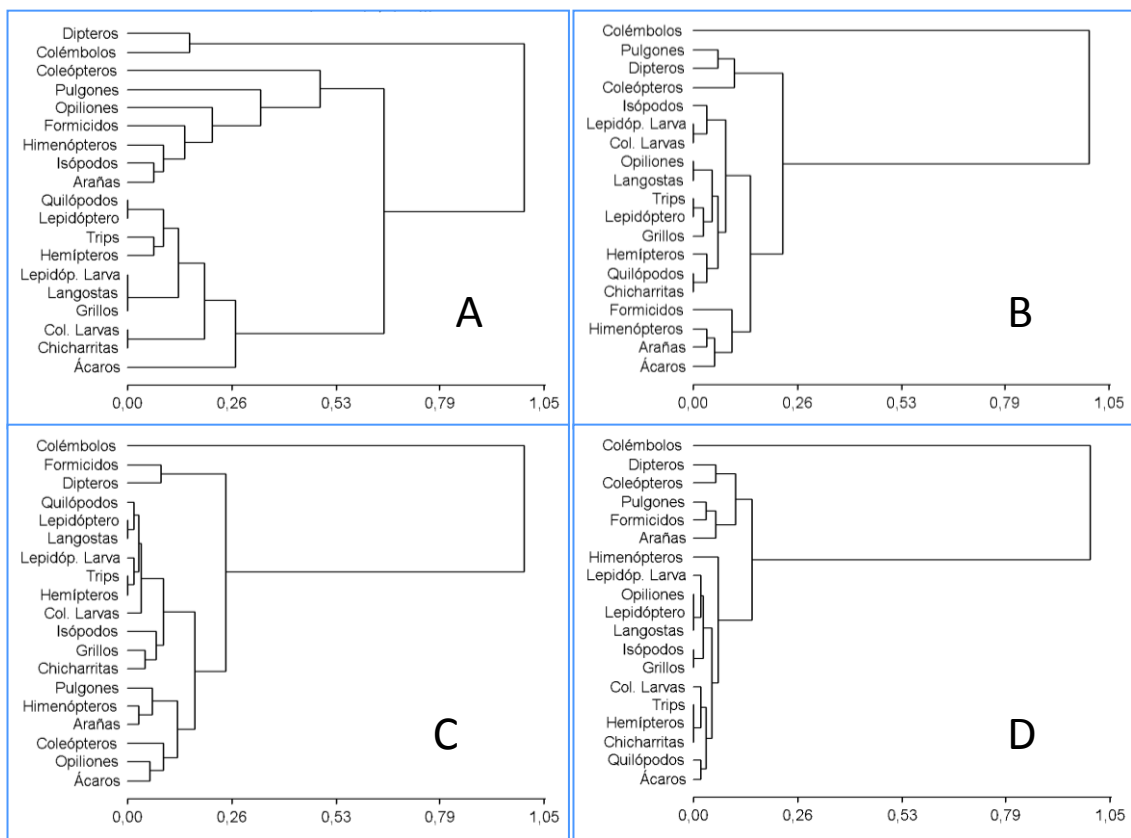 Dipteros
Colémbolos
Coleópteros
Pulgones
Opiliones
Formicidos
Himenópteros
Isópodos
Arañas
Quilópodos
Lepidóptero
Trips
Hemípteros
Lepidóp. Larva
Langostas
Grillos
Col. Larvas
Chicharritas
Ácaros
A
0,00 0,26 0,53 0,79 1,05
Colémbolos
Pulgones
Dipteros
Coleópteros
Isópodos
Lepidóp. Larva
Col. Larvas
Opiliones
Langostas
Trips
Lepidóptero
Grillos
Hemípteros
Quilópodos
Chicharritas
Formicidos
Himenópteros
Arañas
Ácaros
B
0,00 0,26 0,53 0,79 1,05
Colémbolos
Formicidos
Dipteros
Quilópodos
Lepidóptero
Langostas
Lepidóp. Larva
Trips
Hemípteros
Col. Larvas
Isópodos
Grillos
Chicharritas
Pulgones
Himenópteros
Arañas
Coleópteros
Opiliones
Ácaros
C
0,00 0,26 0,53 0,79 1,05
Colémbolos
Dipteros
Coleópteros
Pulgones
Formicidos
Arañas
Himenópteros
Lepidóp. Larva
Opiliones
Lepidóptero
Langostas
Isópodos
Grillos
Col. Larvas
Trips
Hemípteros
Chicharritas
Quilópodos
Ácaros
D
0,00 0,26 0,53 0,79 1,05